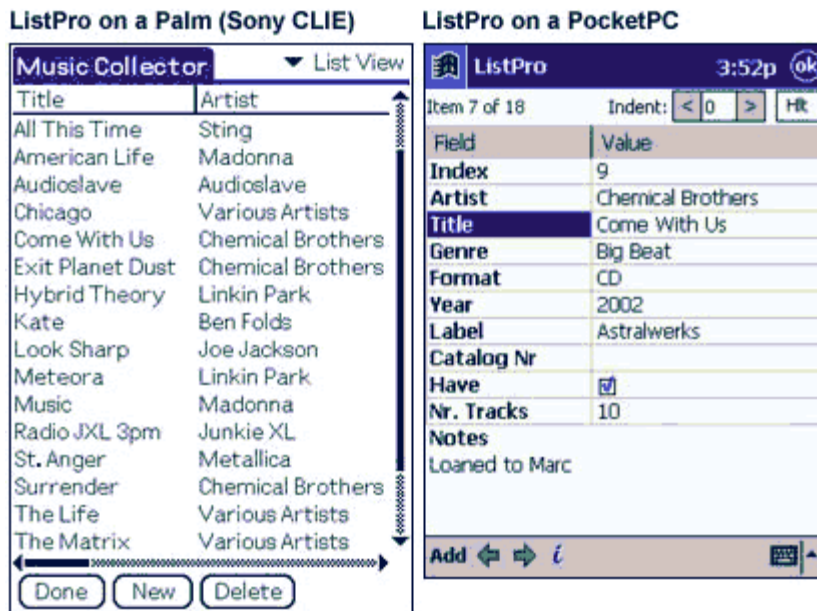 ListPro on a Palm (Sony CLIE)
Music Collector
List View
Title Artist
All This Time Sting
American Life Madonna
Audioslave Audioslave
Chicago Various Artists
Come With Us Chemical Brothers
Exit Planet Dust Chemical Brothers
Hybrid Theory Linkin Park
Kate Ben Folds
Look Sharp Joe Jackson
Meteora Linkin Park
Music Madonna
Radio JXL 3pm Junkie XL
St. Anger Metallica
Surrender Chemical Brothers
The Life Various Artists
The Matrix Various Artists
Done New Delete
ListPro on a PocketPC
ListPro 3:52p ok
Item 7 of 18 Indent: < 0 > Hlt
Field Value
Index 9
Artist Chemical Brothers
Title Come With Us
Genre Big Beat
Format CD
Year 2002
Label Astralwerks
Catalog Nr
Have
Nr. Tracks 10
Notes
Loaned to Marc
Add i